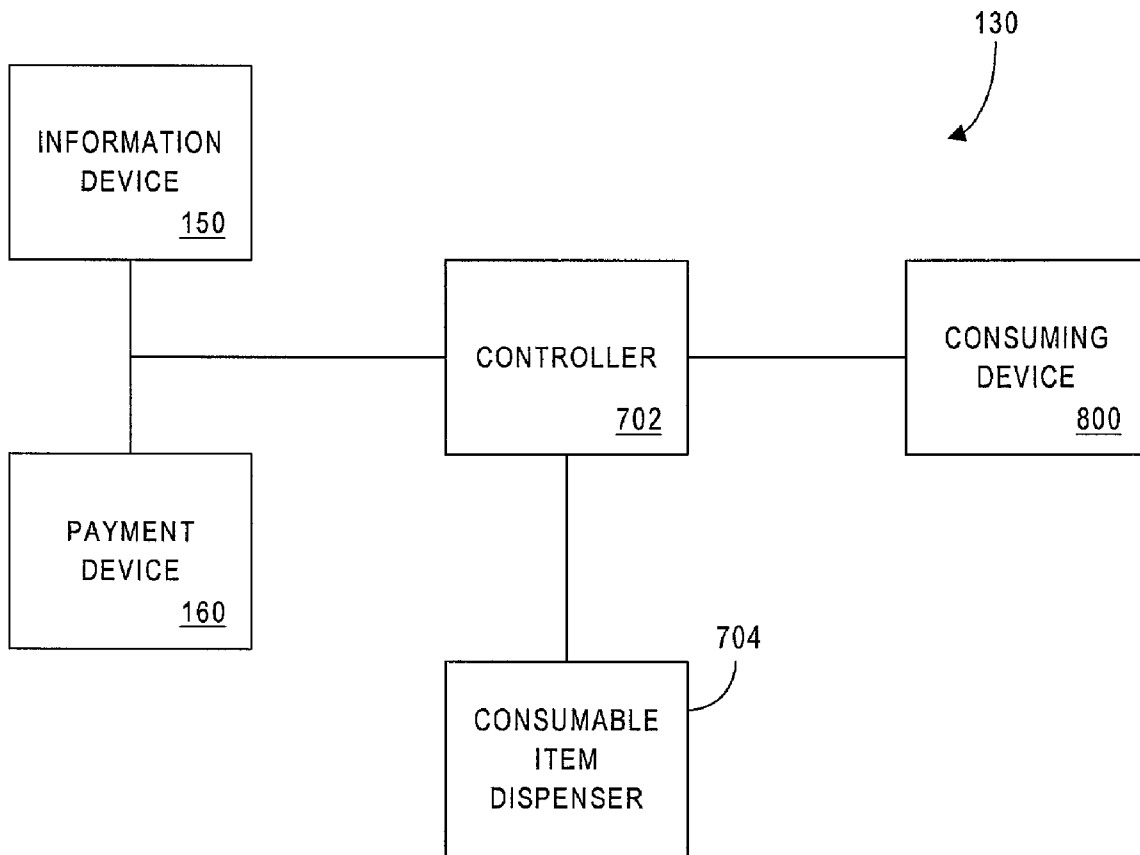 130
INFORMATION
DEVICE
150
CONTROLLER
702
CONSUMING
DEVICE
800
PAYMENT
DEVICE
160
704
CONSUMABLE
ITEM
DISPENSER